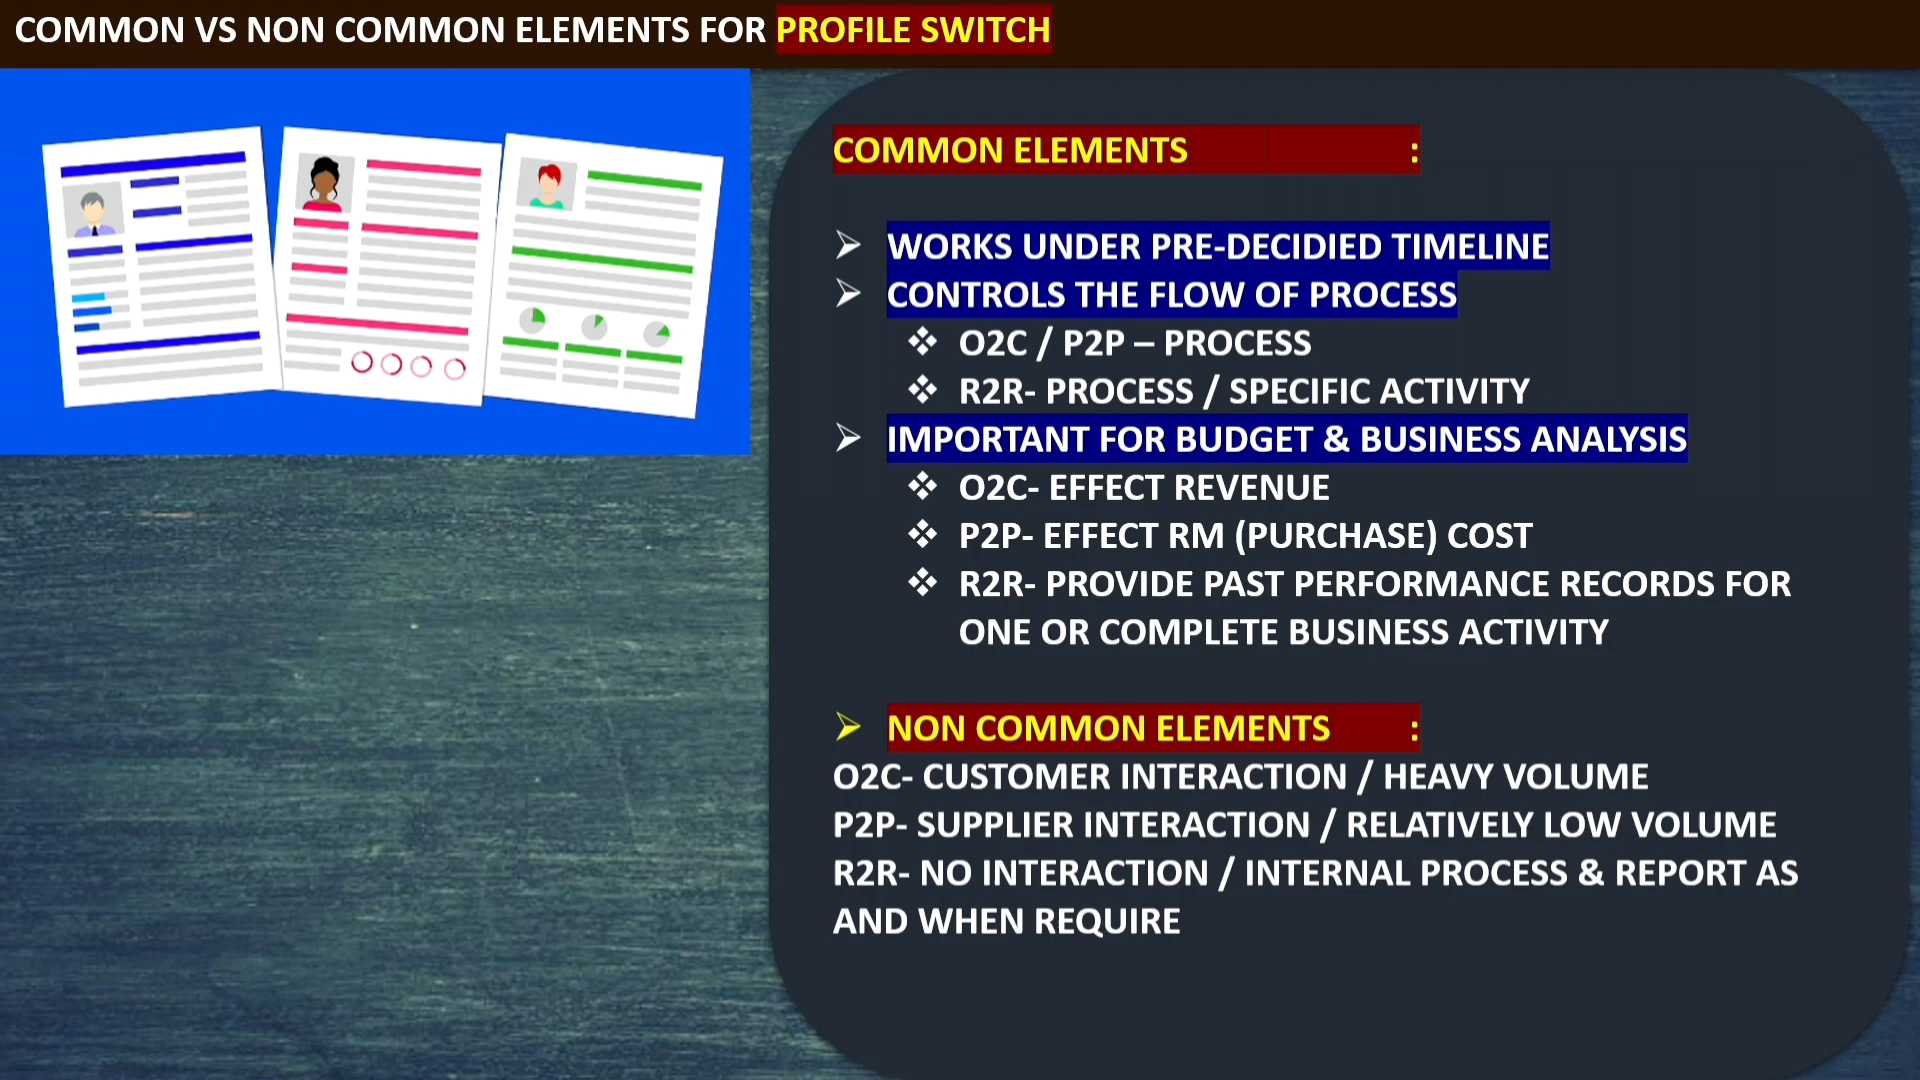 COMMON VS NON COMMON ELEMENTS FOR PROFILE SWITCH
COMMON ELEMENTS :
WORKS UNDER PRE-DECIDIED TIMELINE
CONTROLS THE FLOW OF PROCESS
O2C / P2P – PROCESS
R2R- PROCESS / SPECIFIC ACTIVITY
IMPORTANT FOR BUDGET & BUSINESS ANALYSIS
O2C- EFFECT REVENUE
P2P- EFFECT RM (PURCHASE) COST
R2R- PROVIDE PAST PERFORMANCE RECORDS FOR
ONE OR COMPLETE BUSINESS ACTIVITY
NON COMMON ELEMENTS :
O2C- CUSTOMER INTERACTION / HEAVY VOLUME
P2P- SUPPLIER INTERACTION / RELATIVELY LOW VOLUME
R2R- NO INTERACTION / INTERNAL PROCESS & REPORT AS
AND WHEN REQUIRE